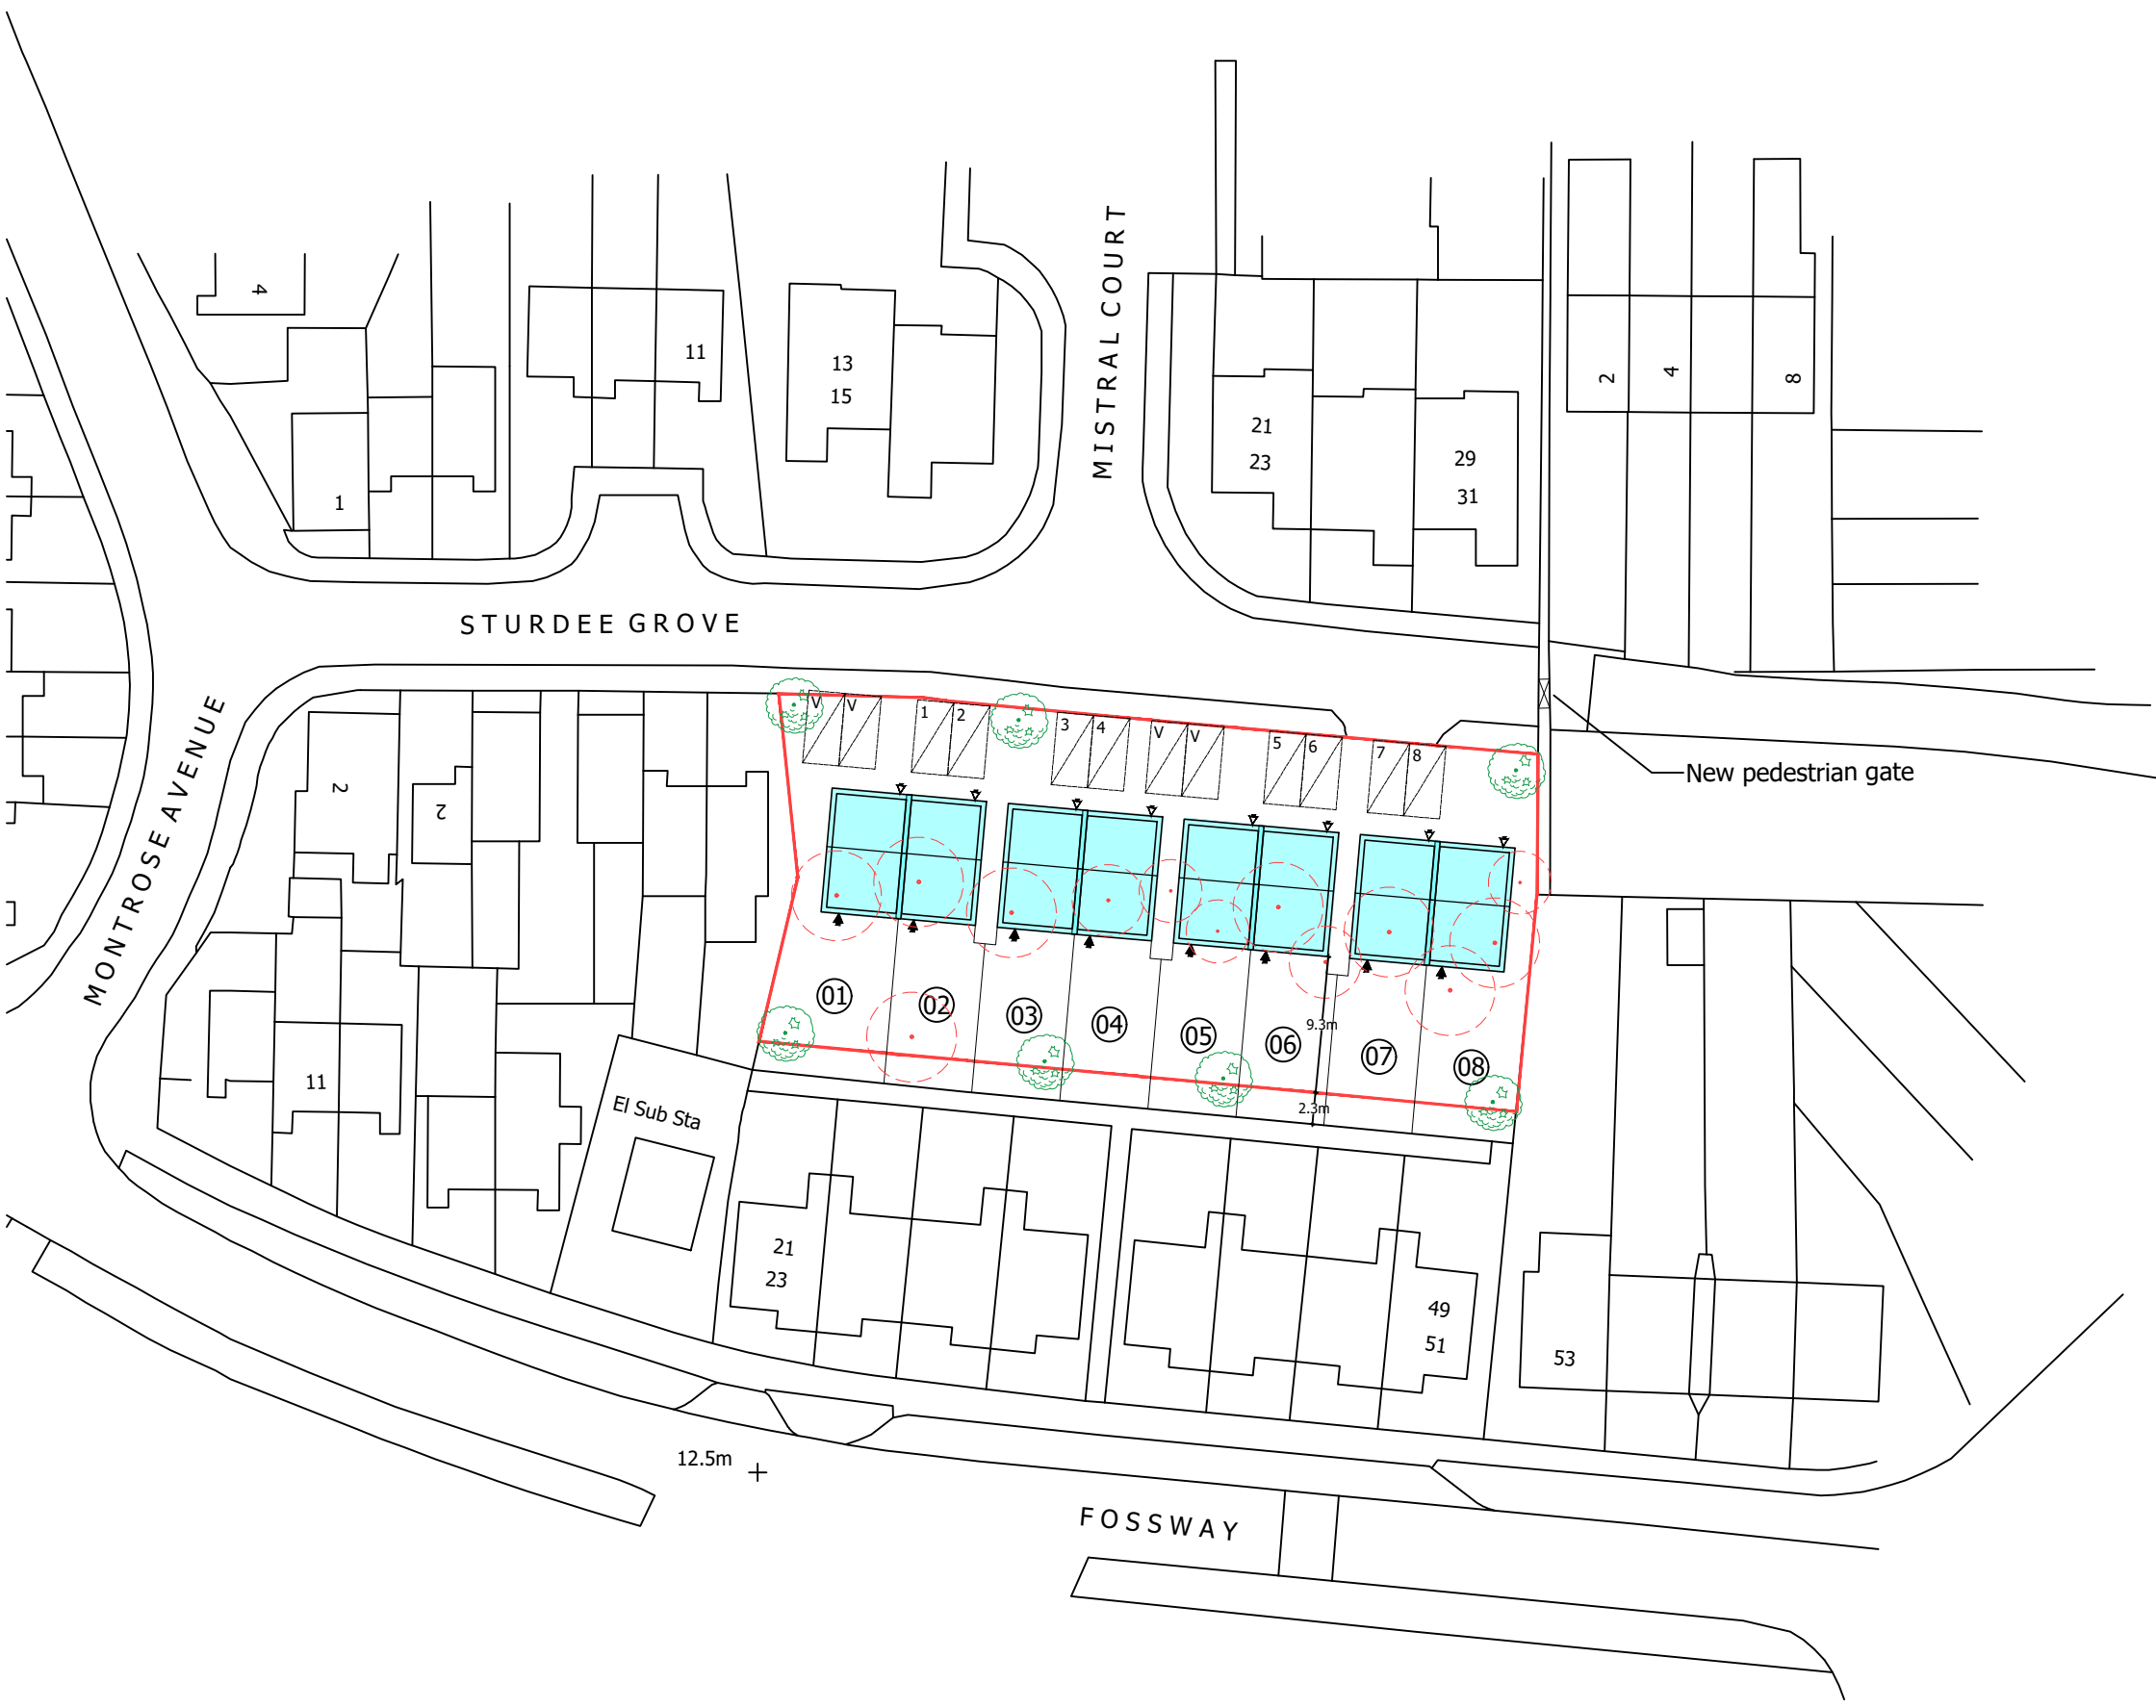 4
11
13
15
1
MISTRAL COURT
21
23
29
31
2
4
8
STURDEE GROVE
MONTROSE AVENUE
2
2
V
V
1
2
3
4
V
V
5
6
7
8
New pedestrian gate
01
02
03
04
05
06
07
08
9.3m
2.3m
11
El Sub Sta
21
23
49
51
53
12.5m
FOSSWAY